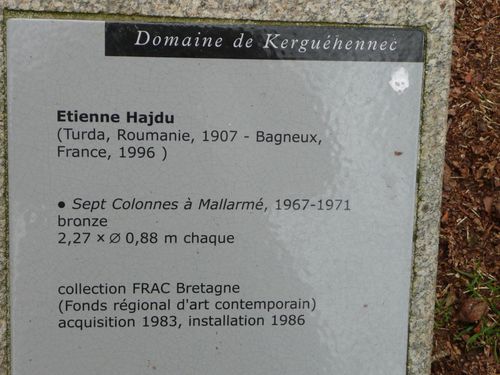 Domaine de Kerguéhennec
Etienne Hajdu
(Turda, Roumanie, 1907 - Bagneux,
France, 1996 )
● Sept Colonnes à Mallarmé, 1967-1971
bronze
2,27 × ∅ 0,88 m chaque
collection FRAC Bretagne
(Fonds régional d'art contemporain)
acquisition 1983, installation 1986